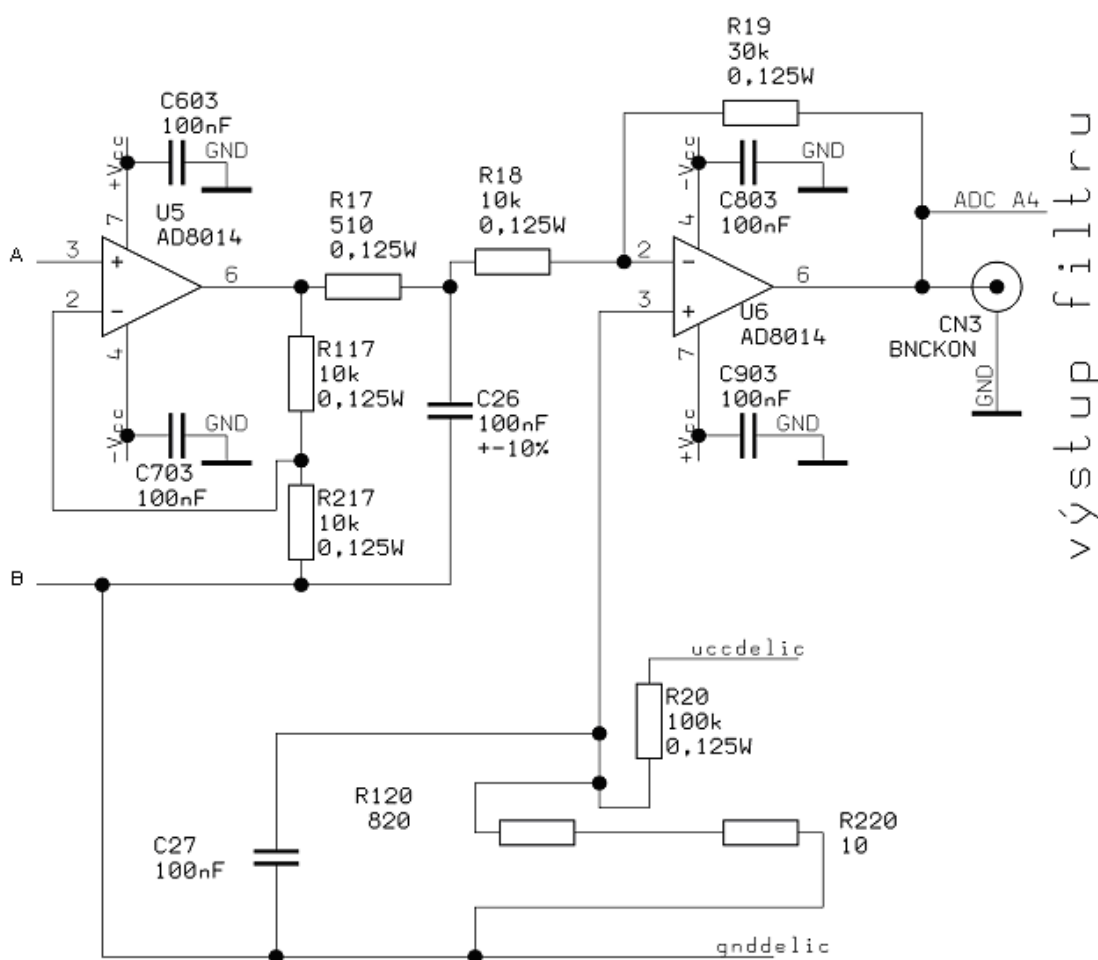 R19
30k
0,125W
C603
100nF
GND
+Vcc
U5
AD8014
7
A
3
+
2
-
6
4
-Vcc
GND
C703
100nF
R17
510
0,125W
R18
10k
0,125W
R117
10k
0,125W
R217
10k
0,125W
C26
100nF
+-10%
B
-Vcc
GND
C803
100nF
4
2
-
3
+
6
U6
AD8014
7
+Vcc
C903
100nF
GND
ADC A4
CN3
BNCKON
GND
výstup filtru
uccdelic
R20
100k
0,125W
R120
820
R220
10
C27
100nF
gnddelic